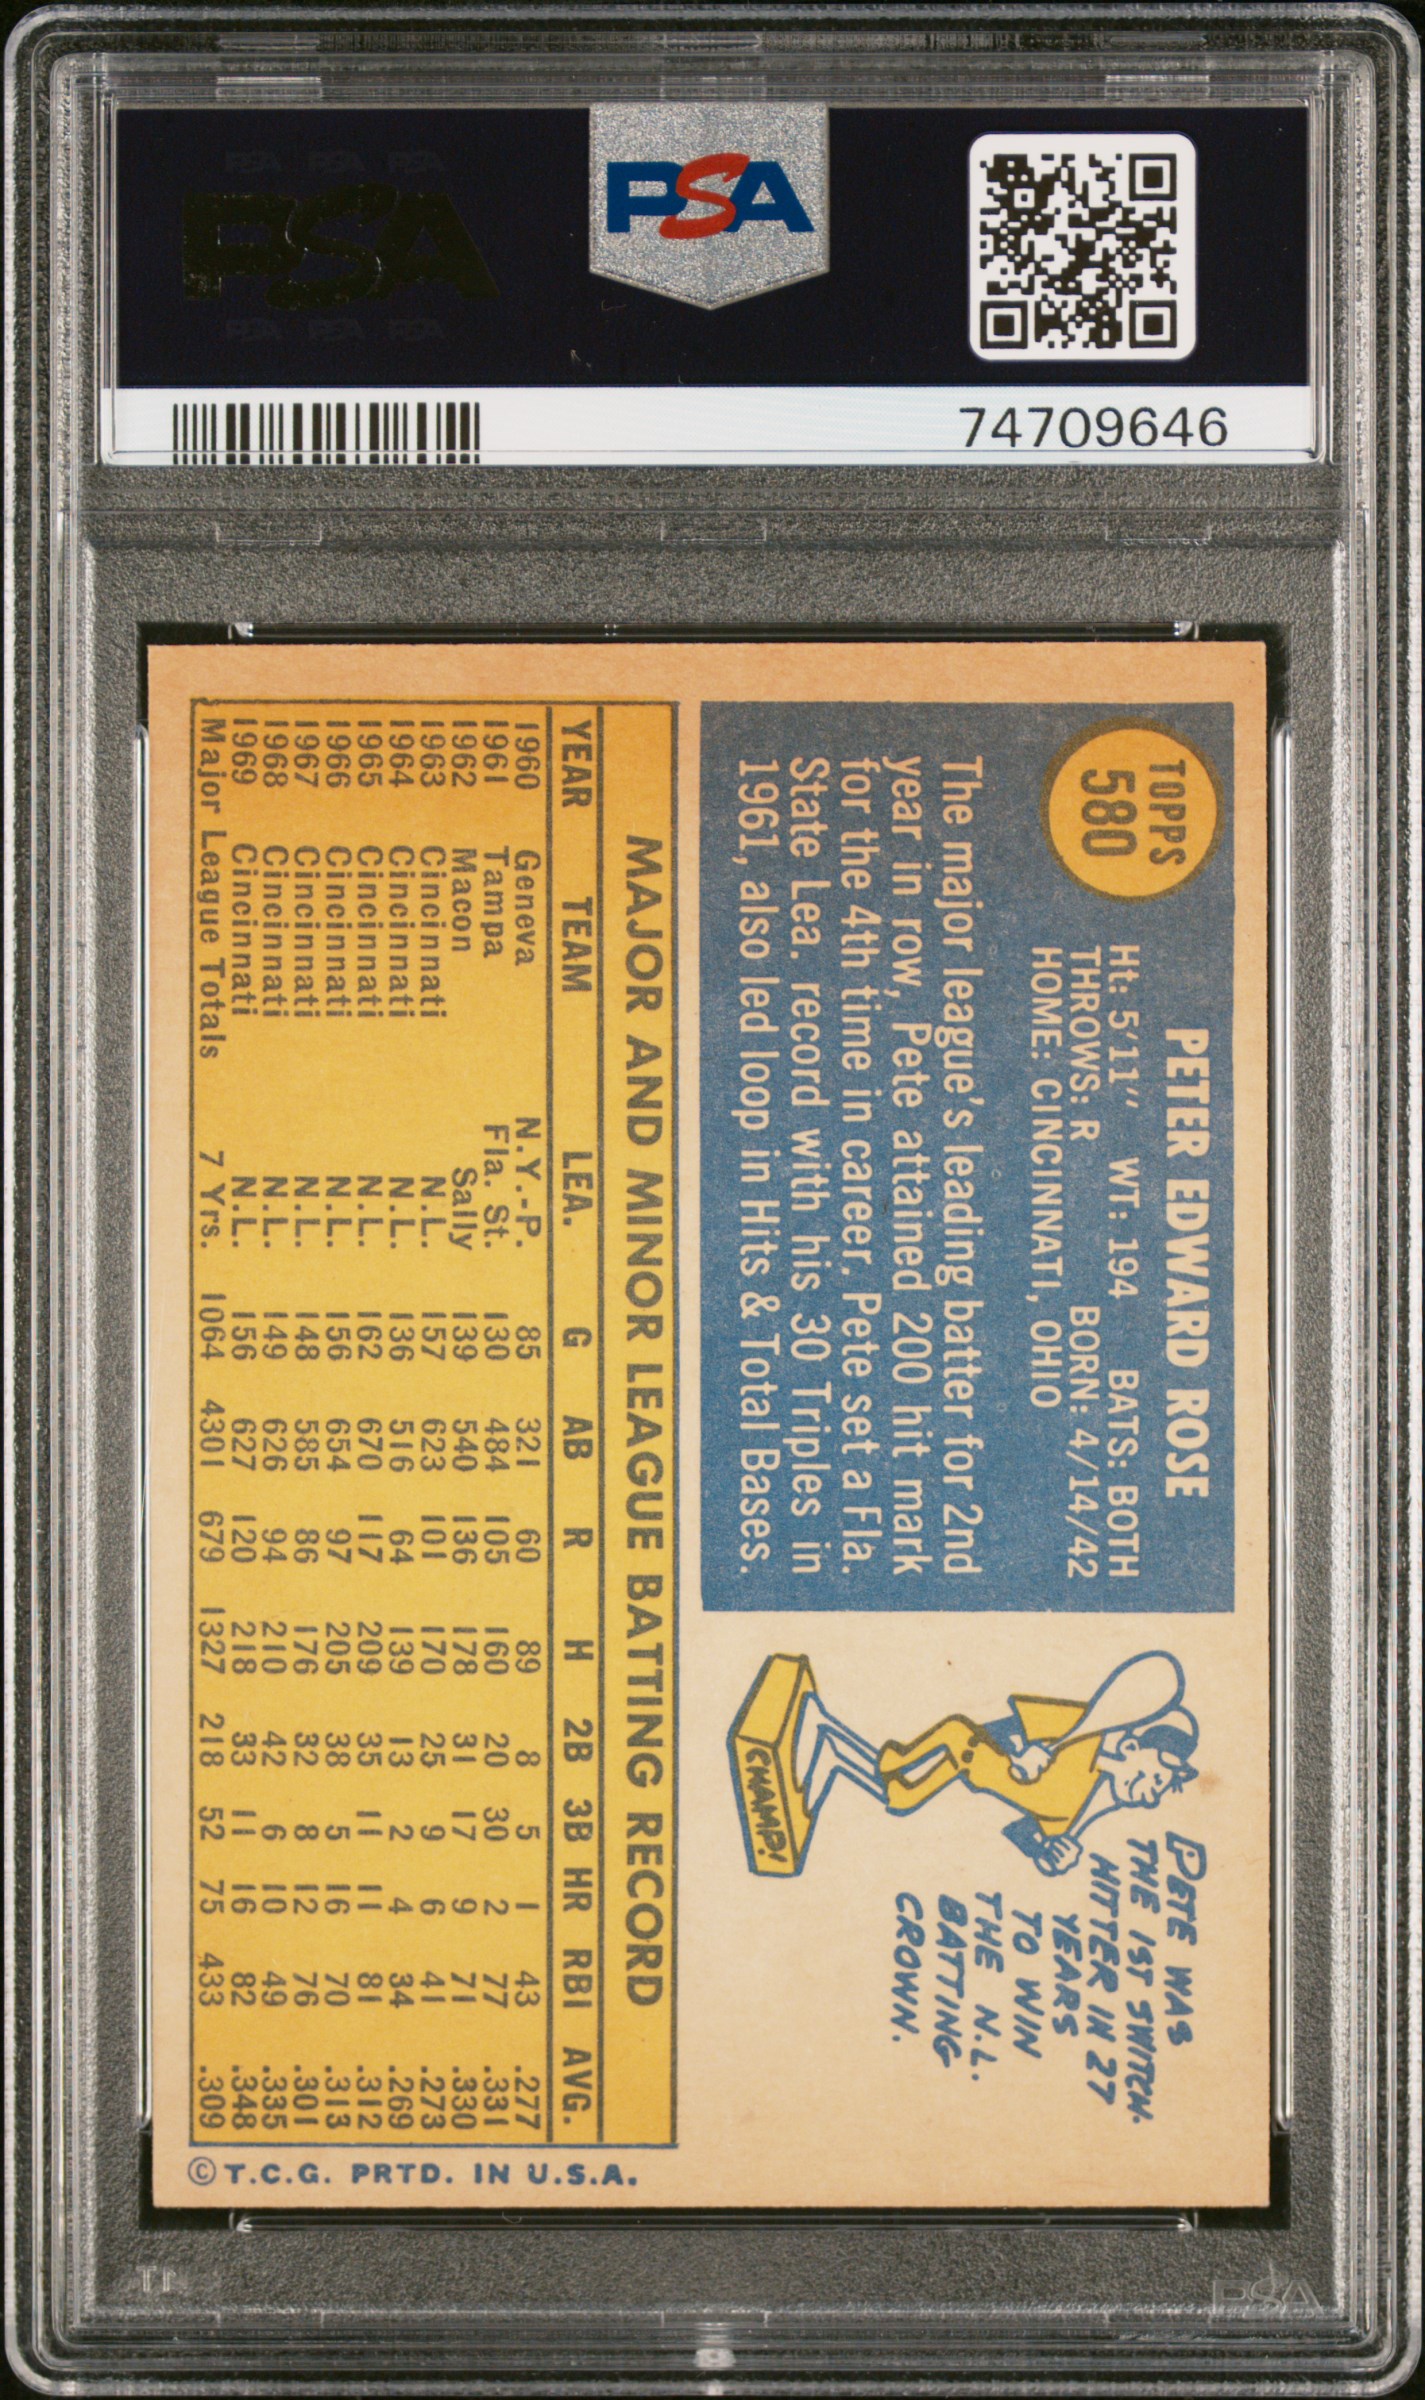 PSA PSA PSA
PSA
PSA PSA PSA
PSA
74709646
TOPPS
580
PETER EDWARD ROSE
Ht: 5'11" WT: 194 BATS: BOTH
THROWS: R BORN: 4/14/42
HOME: CINCINNATI, OHIO
The major league's leading batter for 2nd
year in row, Pete attained 200 hit mark
for the 4th time in career. Pete set a Fla.
State Lea. record with his 30 Triples in
1961, also led loop in Hits & Total Bases.
PETE WAS
THE 1ST SWITCH-
HITTER IN 27
YEARS
TO WIN
THE N.L.
BATTING
CROWN.
CHAMP!
MAJOR AND MINOR LEAGUE BATTING RECORD
YEAR TEAM LEA. G AB R H 2B 3B HR RBI AVG.
1960 Geneva N.Y.-P. 85 321 60 89 8 5 1 43 .277
1961 Tampa Fla. St. 130 484 105 160 20 30 2 77 .331
1962 Macon Sally 139 540 136 178 31 17 9 71 .330
1963 Cincinnati N.L. 157 623 101 170 25 9 6 41 .273
1964 Cincinnati N.L. 136 516 64 139 13 2 4 34 .269
1965 Cincinnati N.L. 162 670 117 209 35 11 11 81 .312
1966 Cincinnati N.L. 156 654 97 205 38 5 16 70 .313
1967 Cincinnati N.L. 148 585 86 176 32 8 12 76 .301
1968 Cincinnati N.L. 149 626 94 210 42 6 10 49 .335
1969 Cincinnati N.L. 156 627 120 218 33 11 16 82 .348
Major League Totals 7 Yrs. 1064 4301 679 1327 218 52 75 433 .309
© T.C.G. PRTD. IN U.S.A.
PSA